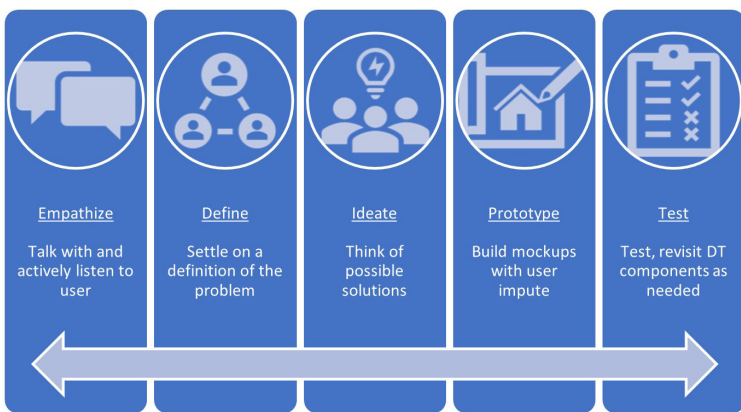 Empathize
Talk with and
actively listen to
user
Define
Settle on a
definition of the
problem
Ideate
Think of
possible
solutions
Prototype
Build mockups
with user
impute
Test
Test, revisit DT
components as
needed